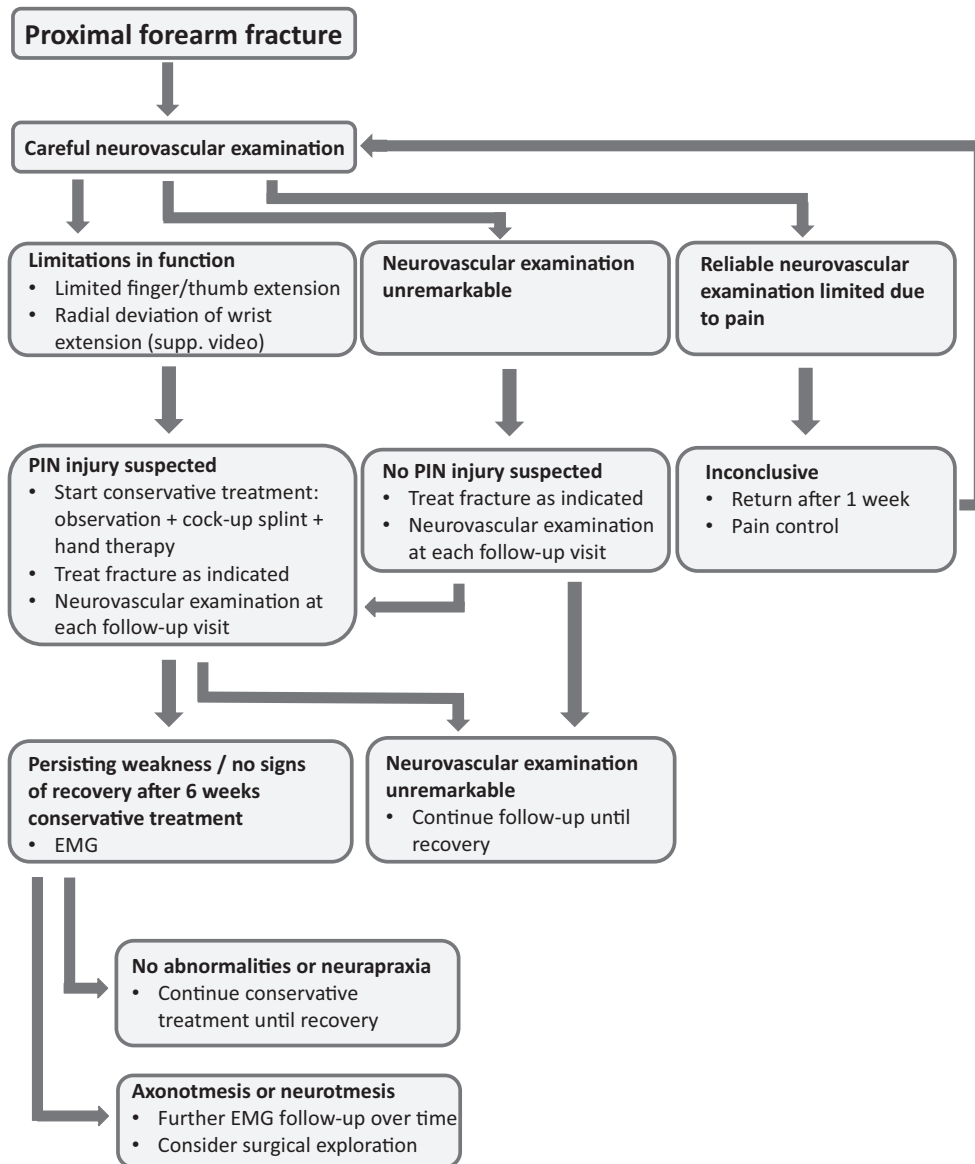 Proximal forearm fracture
Careful neurovascular examination
Limitations in function
• Limited finger/thumb extension
• Radial deviation of wrist
extension (supp. video)
Neurovascular examination
unremarkable
Reliable neurovascular
examination limited due
to pain
PIN injury suspected
• Start conservative treatment:
observation + cock-up splint +
hand therapy
• Treat fracture as indicated
• Neurovascular examination at
each follow-up visit
No PIN injury suspected
• Treat fracture as indicated
• Neurovascular examination
at each follow-up visit
Inconclusive
• Return after 1 week
• Pain control
Persisting weakness / no signs
of recovery after 6 weeks
conservative treatment
• EMG
Neurovascular examination
unremarkable
• Continue follow-up until
recovery
No abnormalities or neurapraxia
• Continue conservative
treatment until recovery
Axonotmesis or neurotmesis
• Further EMG follow-up over time
• Consider surgical exploration